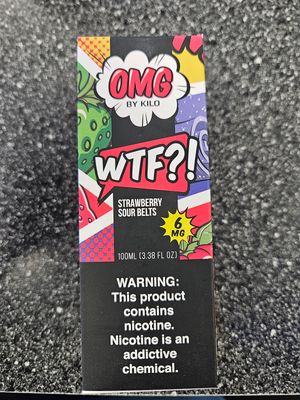 OMG
BY KILO
WTF?!
STRAWBERRY
SOUR BELTS
6
MG
100ML (3.38 FL OZ)
WARNING:
This product
contains
nicotine.
Nicotine is an
addictive
chemical.